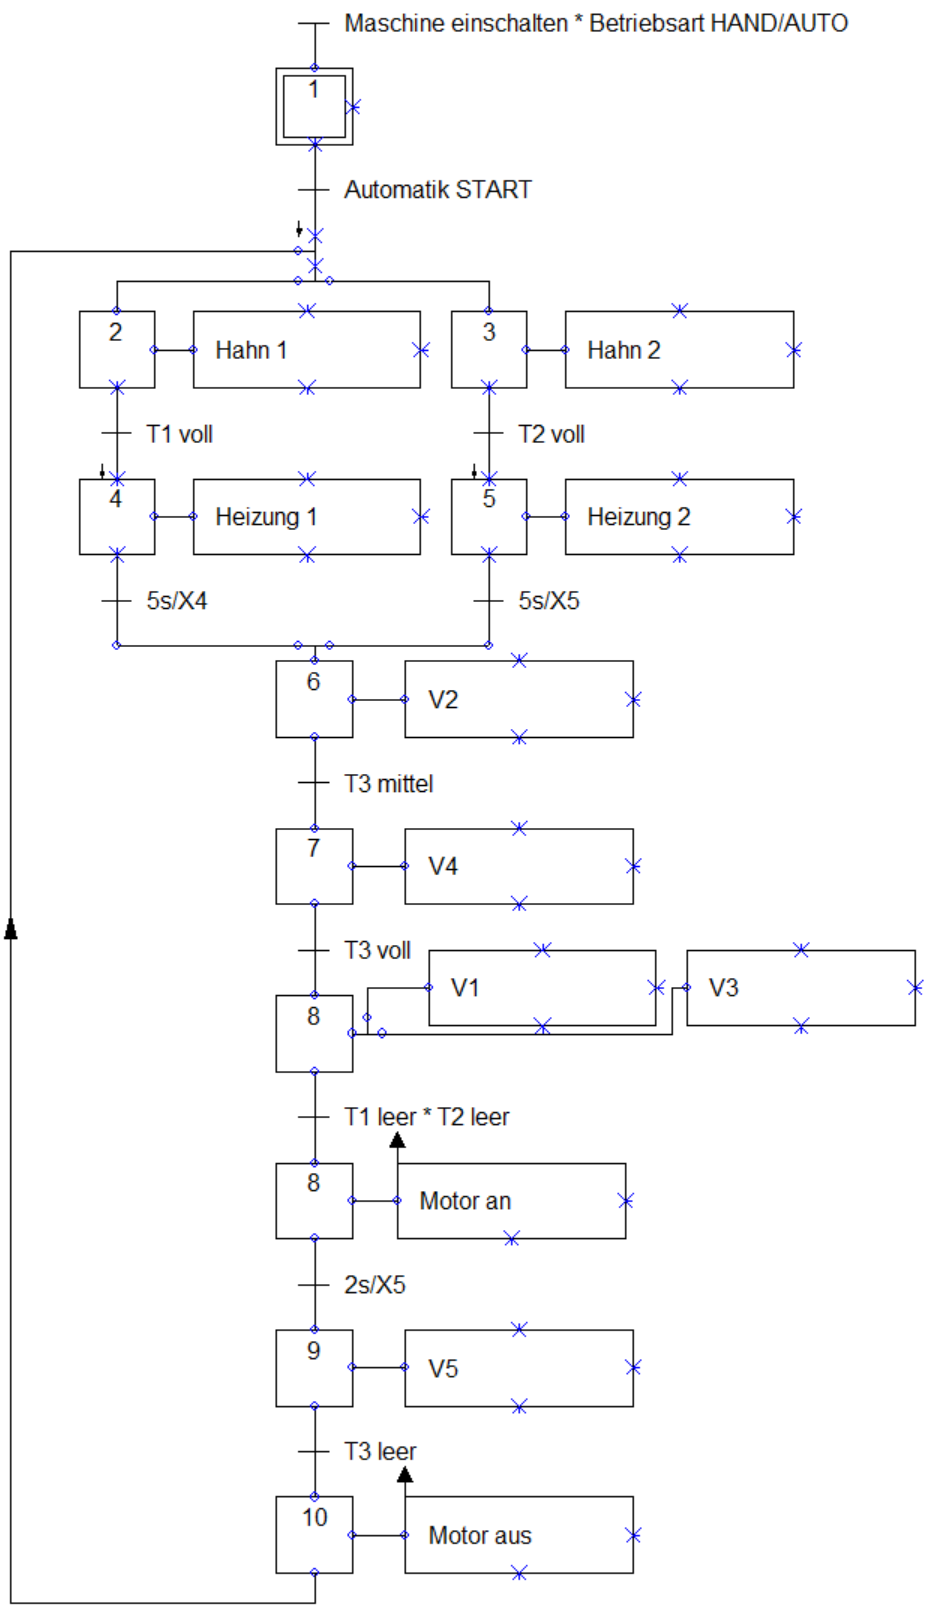 Maschine einschalten * Betriebsart HAND/AUTO
1
Automatik START
2
Hahn 1
3
Hahn 2
T1 voll
T2 voll
4
Heizung 1
5
Heizung 2
5s/X4
5s/X5
6
V2
T3 mittel
7
V4
T3 voll
8
V1
V3
T1 leer * T2 leer
8
Motor an
2s/X5
9
V5
T3 leer
10
Motor aus